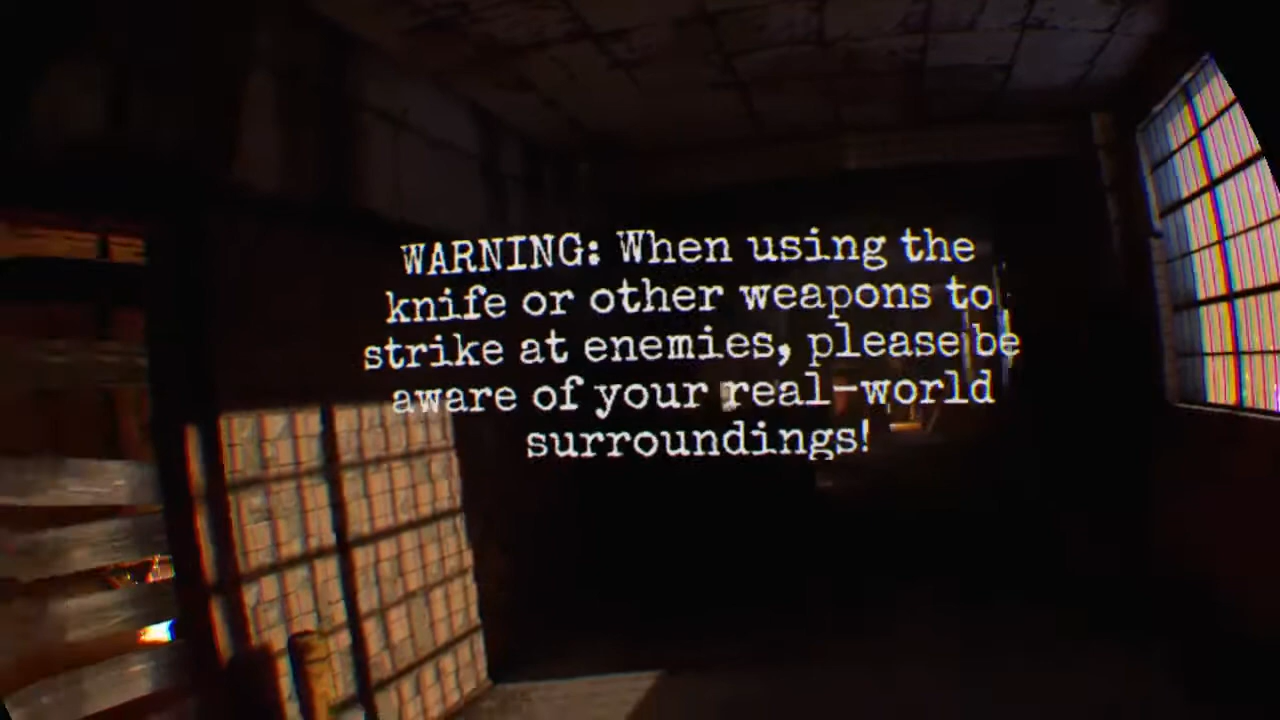 WARNING: When using the
knife or other weapons to
strike at enemies, please be
aware of your real-world
surroundings!